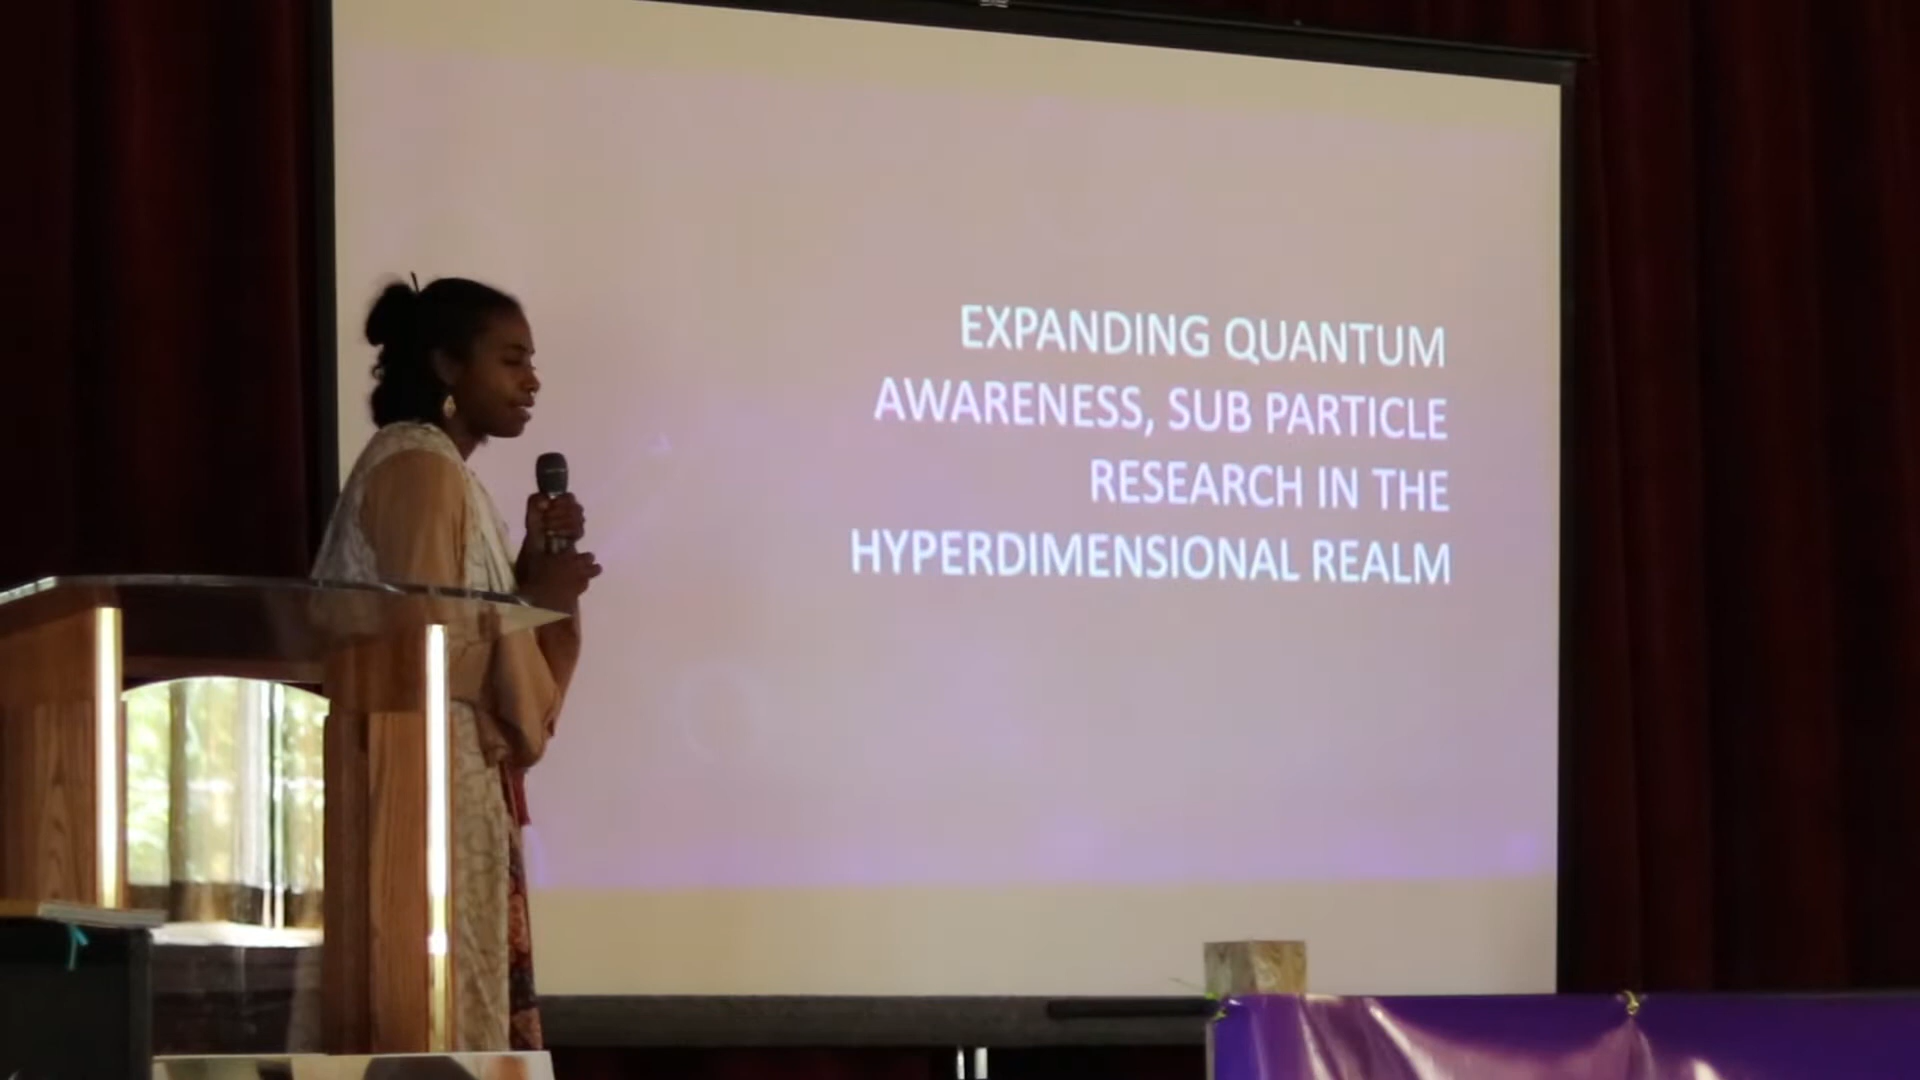 EXPANDING QUANTUM
AWARENESS, SUB PARTICLE
RESEARCH IN THE
HYPERDIMENSIONAL REALM